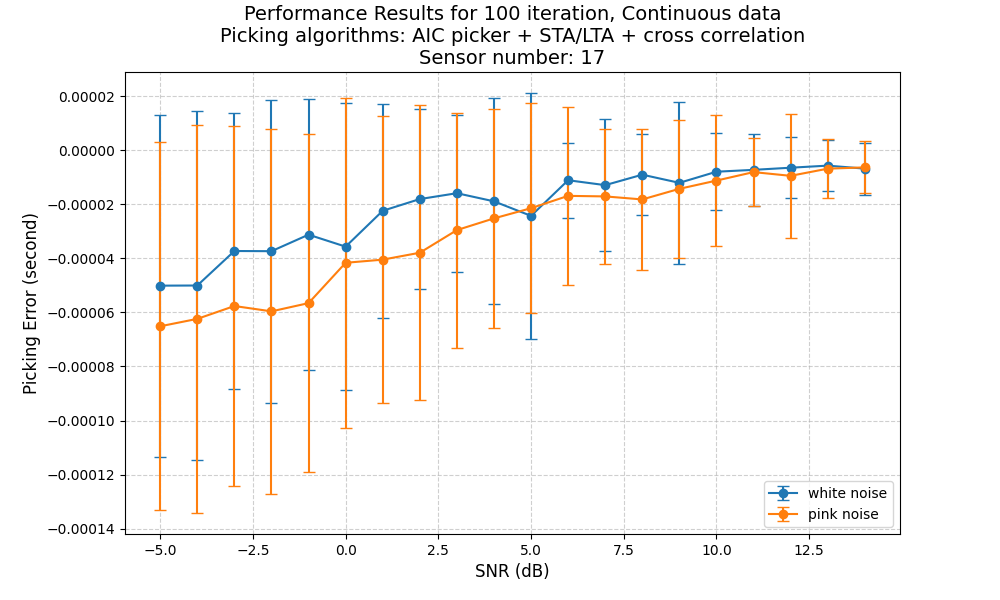 Performance Results for 100 iteration, Continuous data
Picking algorithms: AIC picker + STA/LTA + cross correlation
Sensor number: 17
Picking Error (second)
0.00002
0.00000
−0.00002
−0.00004
−0.00006
−0.00008
−0.00010
−0.00012
−0.00014
white noise
pink noise
−5.0 −2.5 0.0 2.5 5.0 7.5 10.0 12.5
SNR (dB)